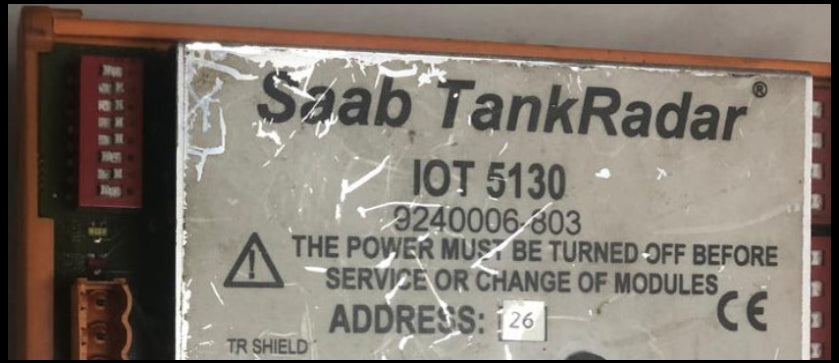 Saab TankRadar®
IOT 5130
9240006-803
THE POWER MUST BE TURNED OFF BEFORE
SERVICE OR CHANGE OF MODULES
CE
ADDRESS: 26
TR SHIELD